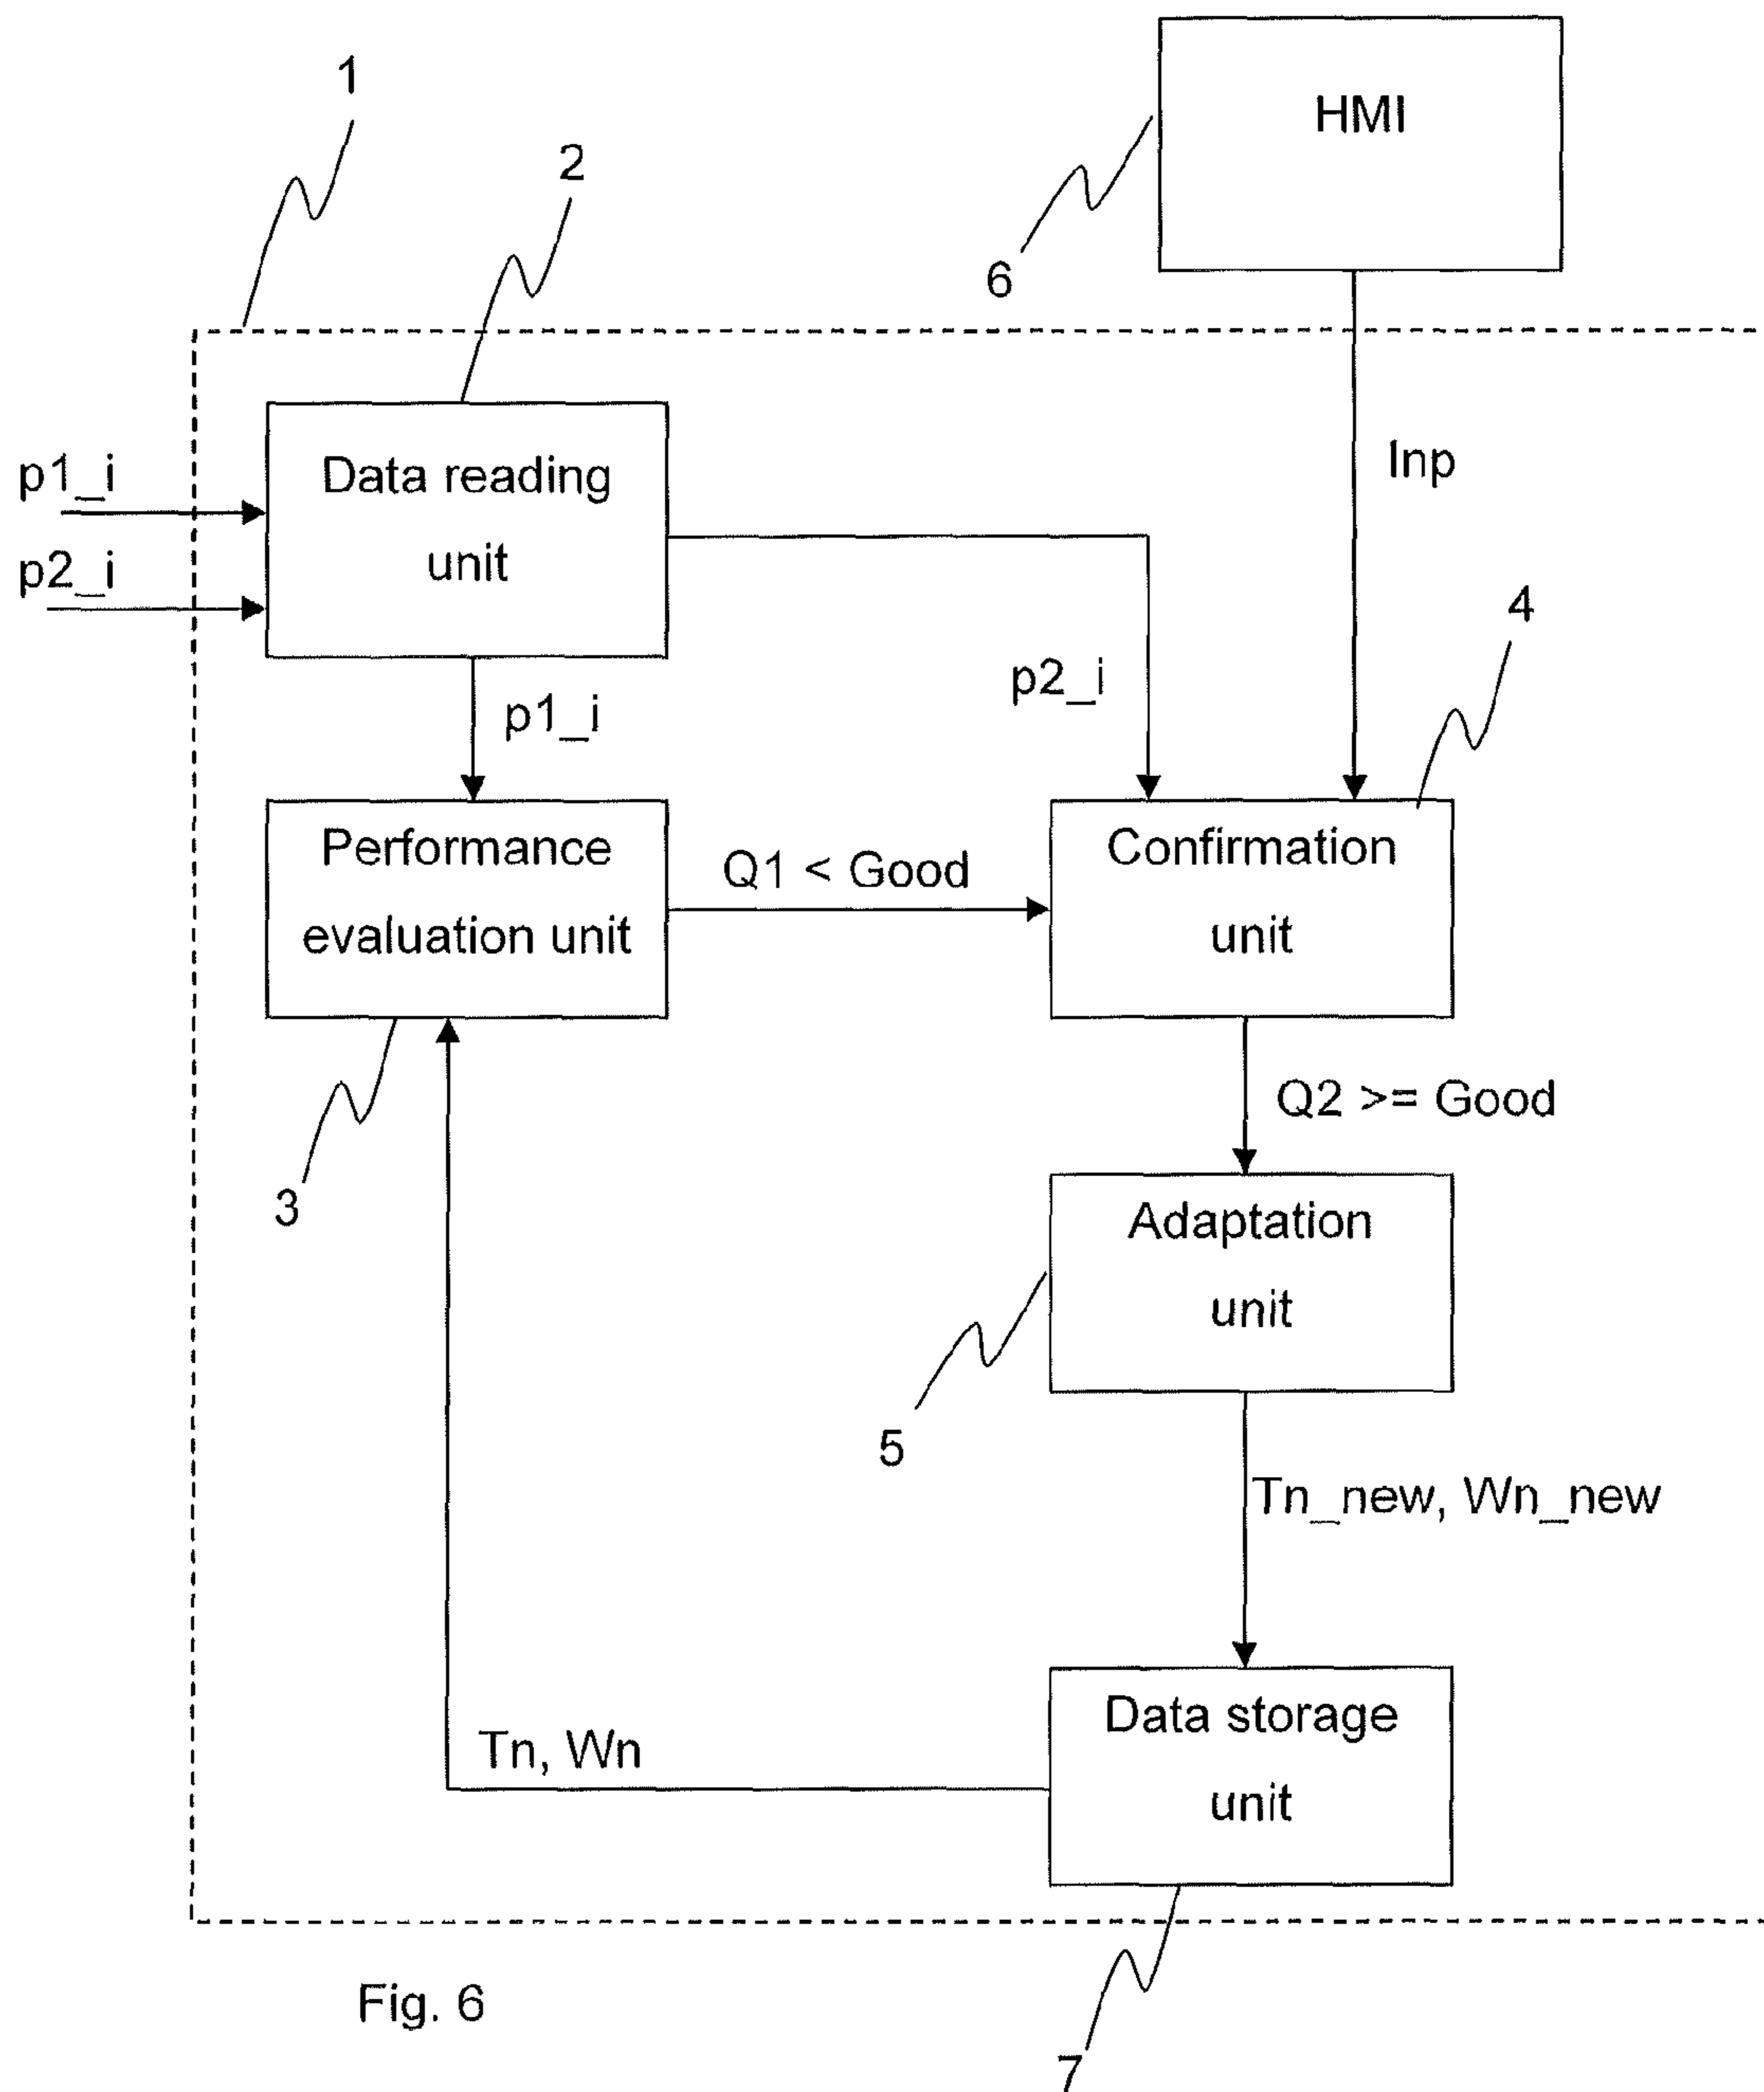 1
HMI
2
6
Data reading
unit
p1_i
p2_i
Inp
4
p2_i
p1_i
Performance
evaluation unit
Q1 < Good
Confirmation
unit
Q2 >= Good
3
Adaptation
unit
5
Tn_new, Wn_new
Data storage
unit
Tn, Wn
Fig. 6
7